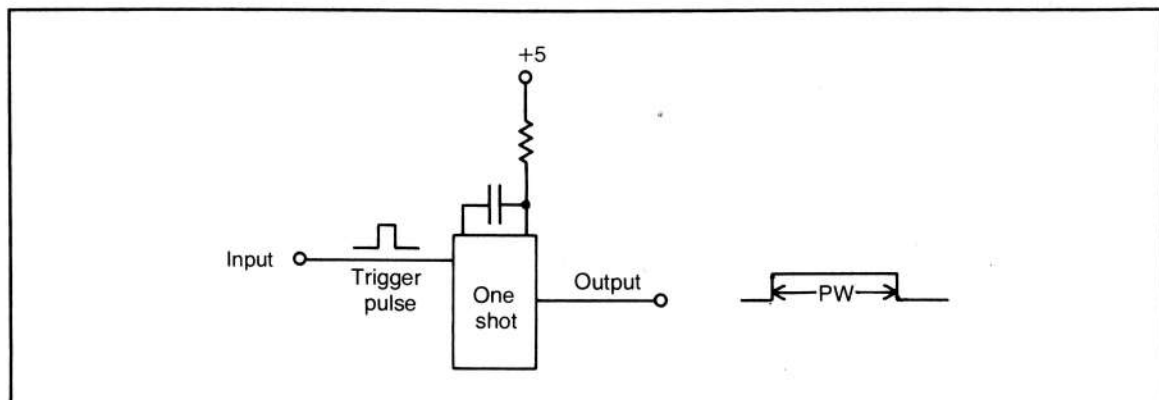 +5
Input
Trigger
pulse
One
shot
Output
PW